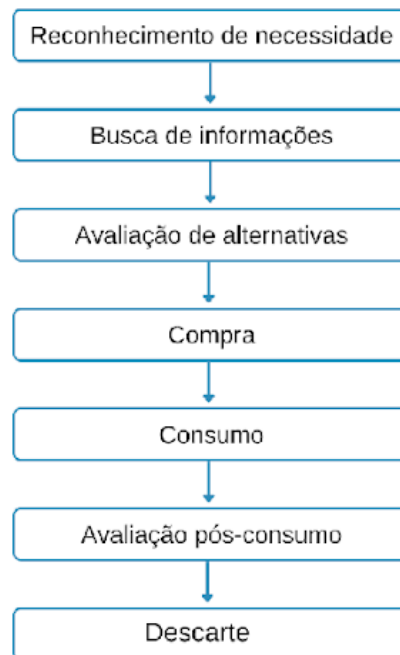 Reconhecimento de necessidade
Busca de informações
Avaliação de alternativas
Compra
Consumo
Avaliação pós-consumo
Descarte